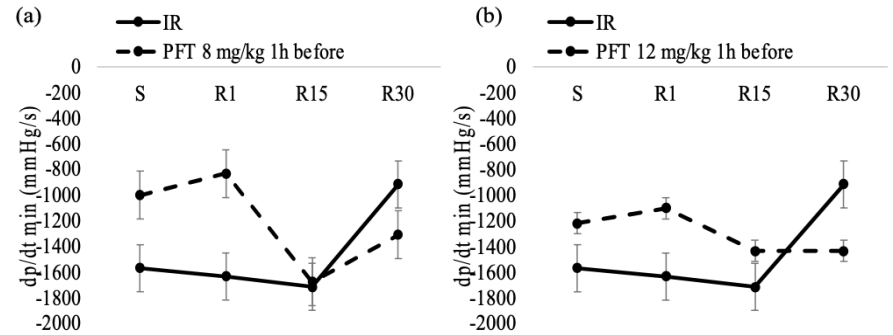 (a)
IR
PFT 8 mg/kg 1h before
0
-200
-400
-600
-800
-1000
-1200
-1400
-1600
-1800
-2000
S R1 R15 R30
dp/dt min (mmHg/s)
(b)
IR
PFT 12 mg/kg 1h before
0
-200
-400
-600
-800
-1000
-1200
-1400
-1600
-1800
-2000
S R1 R15 R30
dp/dt min (mmHg/s)